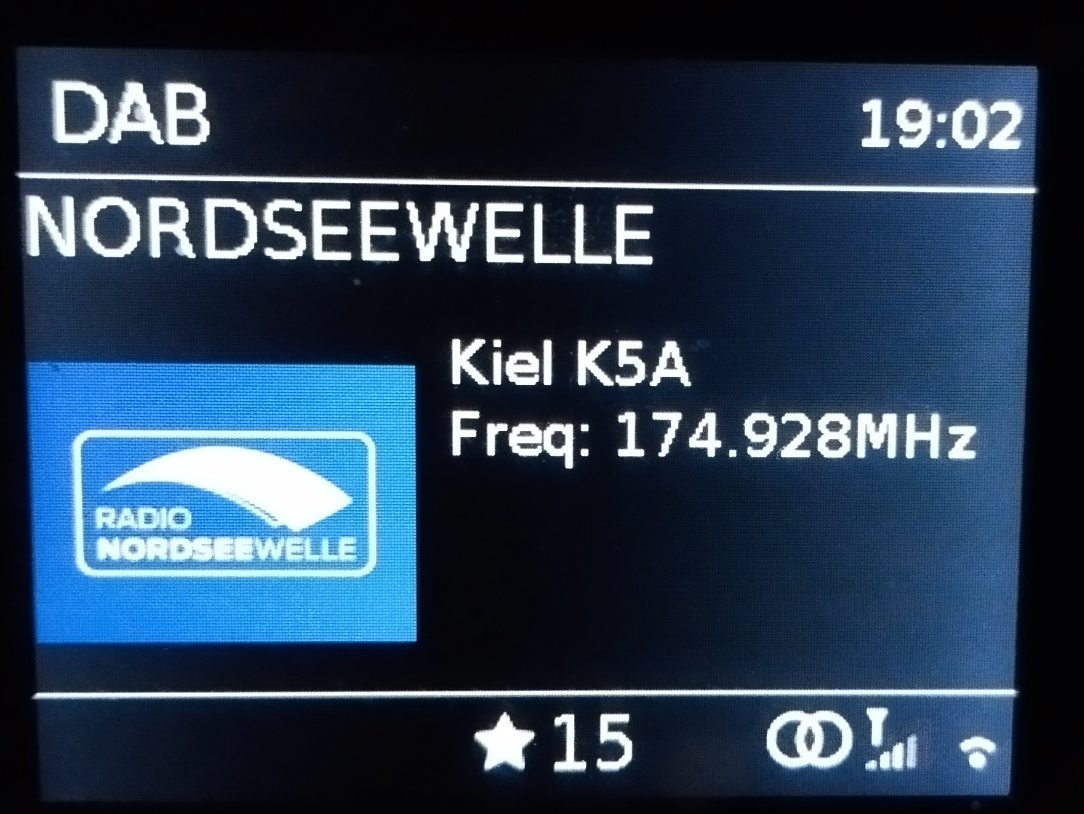 DAB
19:02
NORDSEEWELLE
Kiel K5A
Freq: 174.928MHz
RADIO
NORDSEEWELLE
15